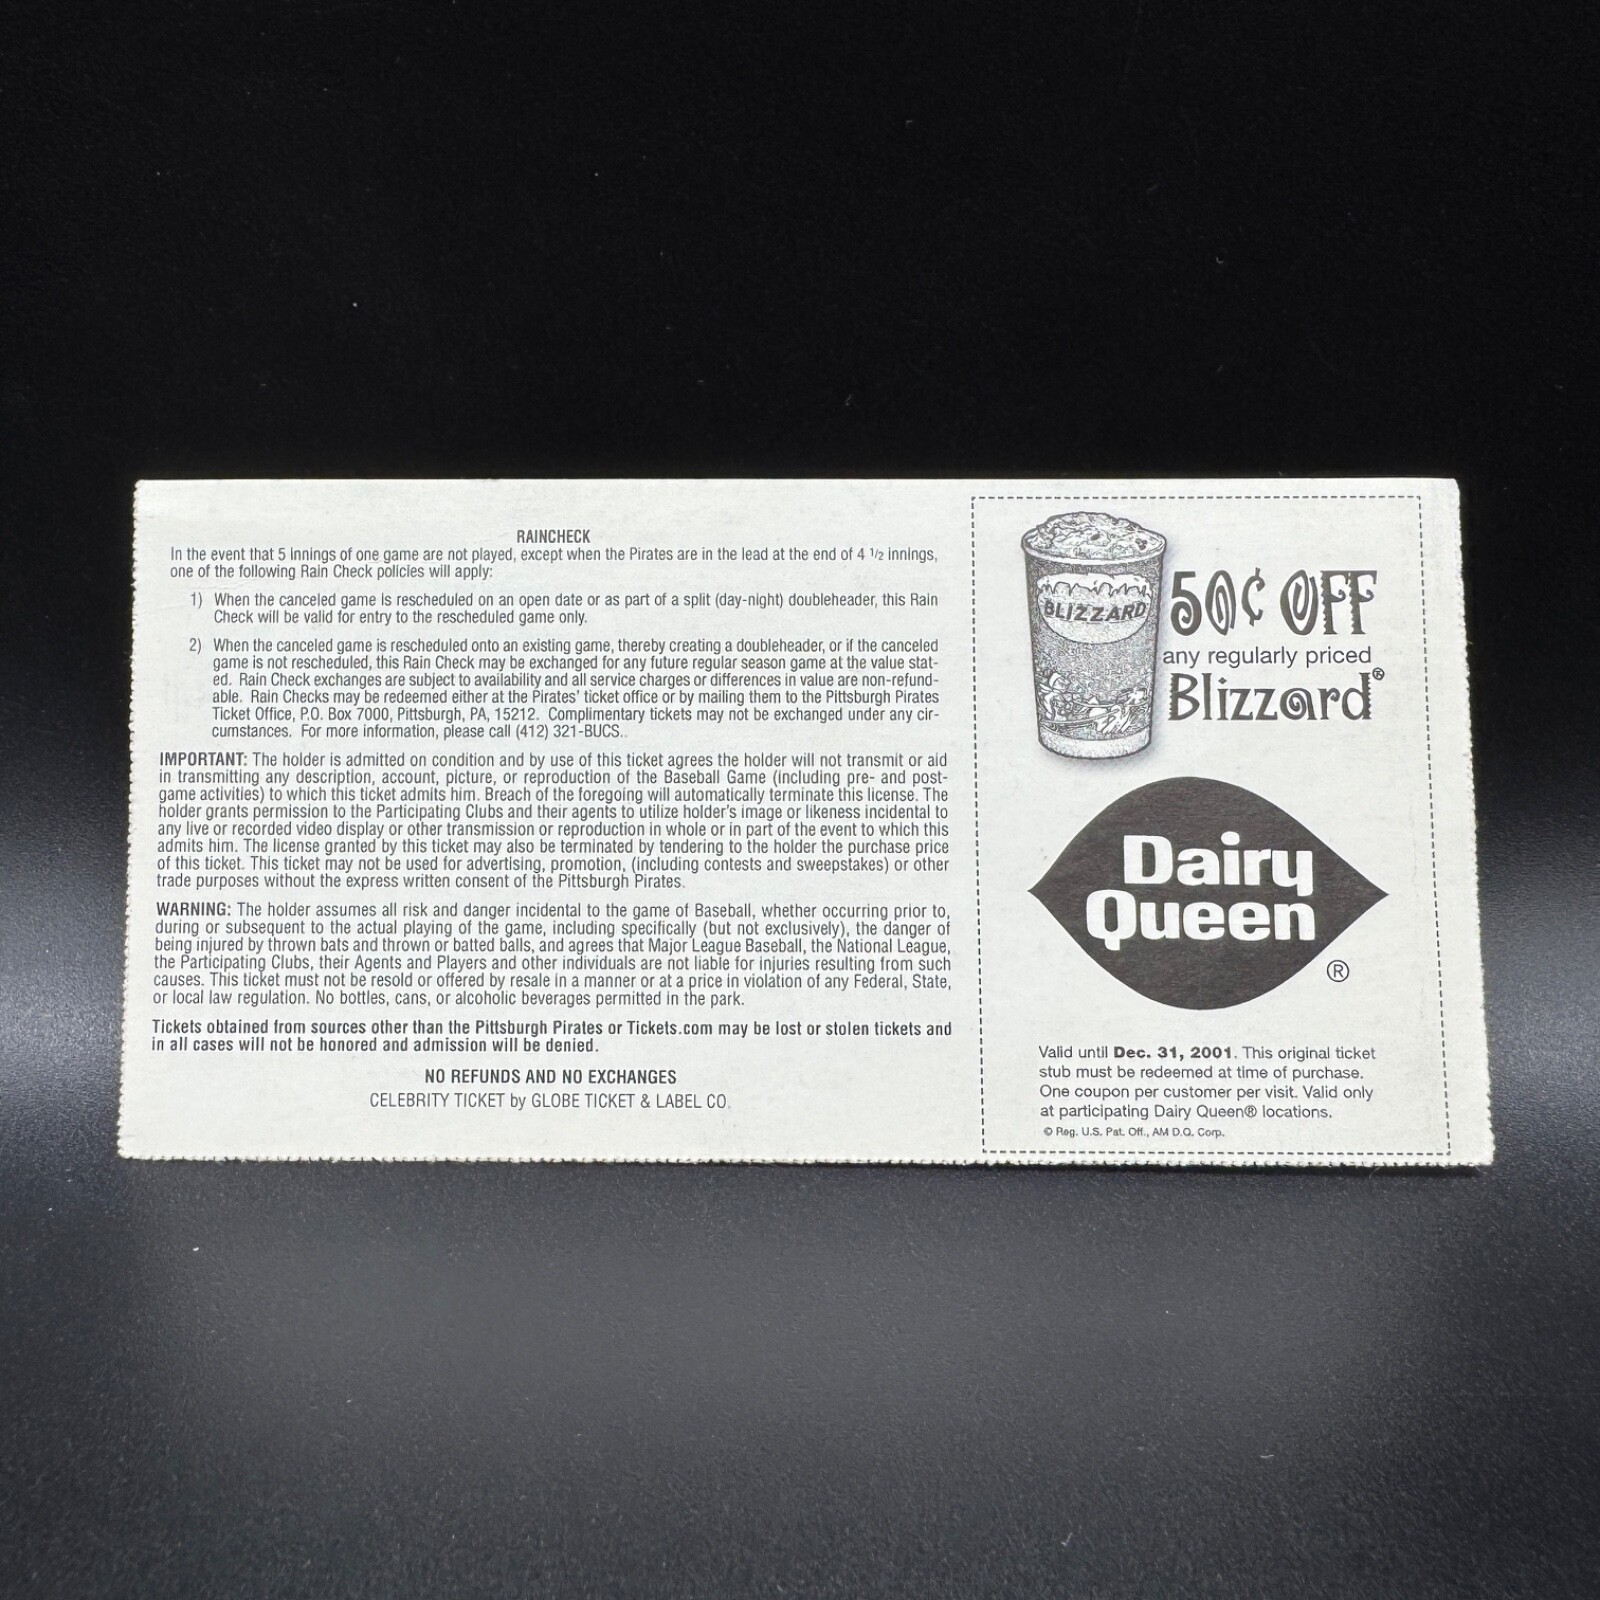 RAINCHECK
In the event that 5 innings of one game are not played, except when the Pirates are in the lead at the end of 4 1/2 innings,
one of the following Rain Check policies will apply:
1) When the canceled game is rescheduled on an open date or as part of a split (day-night) doubleheader, this Rain
Check will be valid for entry to the rescheduled game only.
2) When the canceled game is rescheduled onto an existing game, thereby creating a doubleheader, or if the canceled
game is not rescheduled, this Rain Check may be exchanged for any future regular season game at the value stat-
ed. Rain Check exchanges are subject to availability and all service charges or differences in value are non-refund-
able. Rain Checks may be redeemed either at the Pirates' ticket office or by mailing them to the Pittsburgh Pirates
Ticket Office, P.O. Box 7000, Pittsburgh, PA, 15212. Complimentary tickets may not be exchanged under any cir-
cumstances. For more information, please call (412) 321-BUCS..
IMPORTANT: The holder is admitted on condition and by use of this ticket agrees the holder will not transmit or aid
in transmitting any description, account, picture, or reproduction of the Baseball Game (including pre- and post-
game activities) to which this ticket admits him. Breach of the foregoing will automatically terminate this license. The
holder grants permission to the Participating Clubs and their agents to utilize holder's image or likeness incidental to
any live or recorded video display or other transmission or reproduction in whole or in part of the event to which this
admits him. The license granted by this ticket may also be terminated by tendering to the holder the purchase price
of this ticket. This ticket may not be used for advertising, promotion, (including contests and sweepstakes) or other
trade purposes without the express written consent of the Pittsburgh Pirates.
WARNING: The holder assumes all risk and danger incidental to the game of Baseball, whether occurring prior to,
during or subsequent to the actual playing of the game, including specifically (but not exclusively), the danger of
being injured by thrown bats and thrown or batted balls, and agrees that Major League Baseball, the National League,
the Participating Clubs, their Agents and Players and other individuals are not liable for injuries resulting from such
causes. This ticket must not be resold or offered by resale in a manner or at a price in violation of any Federal, State,
or local law regulation. No bottles, cans, or alcoholic beverages permitted in the park.
Tickets obtained from sources other than the Pittsburgh Pirates or Tickets.com may be lost or stolen tickets and
in all cases will not be honored and admission will be denied.
NO REFUNDS AND NO EXCHANGES
CELEBRITY TICKET by GLOBE TICKET & LABEL CO.
BLIZZARD
50¢ OFF
any regularly priced
Blizzard®
Dairy
Queen
®
Valid until Dec. 31, 2001. This original ticket
stub must be redeemed at time of purchase.
One coupon per customer per visit. Valid only
at participating Dairy Queen® locations.
© Reg. U.S. Pat. Off., AM D.Q. Corp.